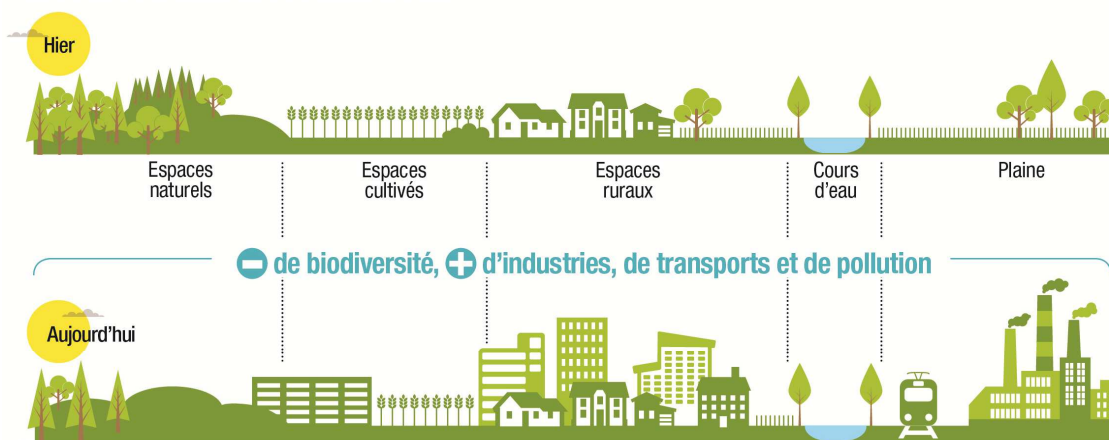 Hier
Espaces
naturels
Espaces
cultivés
Espaces
ruraux
Cours
d'eau
Plaine
de biodiversité, + d'industries, de transports et de pollution
Aujourd'hui